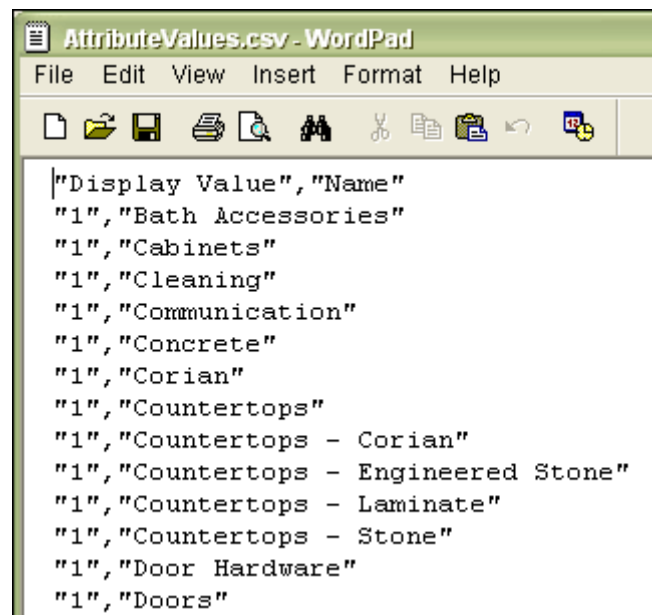 AttributeValues.csv - WordPad
File Edit View Insert Format Help
"Display Value","Name"
"1","Bath Accessories"
"1","Cabinets"
"1","Cleaning"
"1","Communication"
"1","Concrete"
"1","Corian"
"1","Countertops"
"1","Countertops - Corian"
"1","Countertops - Engineered Stone"
"1","Countertops - Laminate"
"1","Countertops - Stone"
"1","Door Hardware"
"1","Doors"